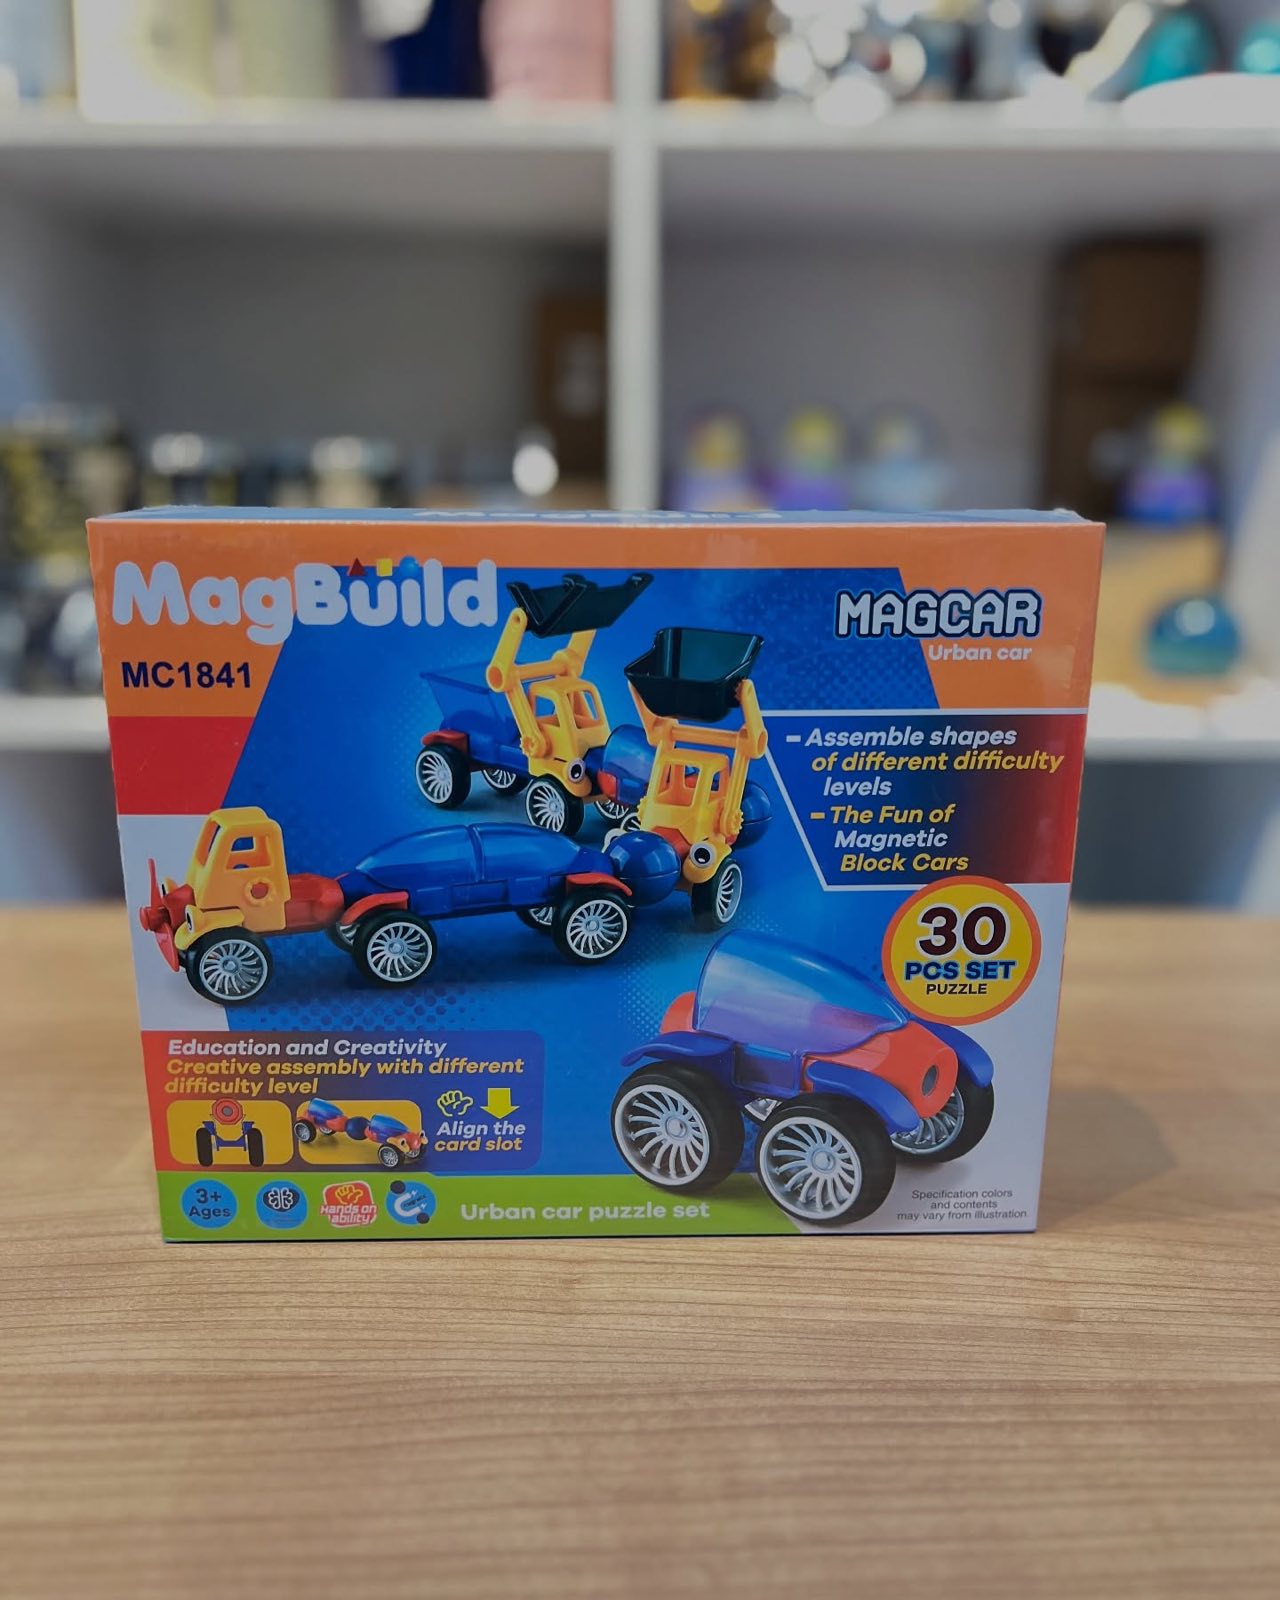 MagBuild
MC1841
MAGCAR
Urban car
Assemble shapes
of different difficulty
levels
The Fun of
Magnetic
Block Cars
30
PCS SET
PUZZLE
Education and Creativity
Creative assembly with different
difficulty level
Align the
card slot
3+
Ages
Hands on
ability
Urban car puzzle set
Specification colors
and contents
may vary from illustration